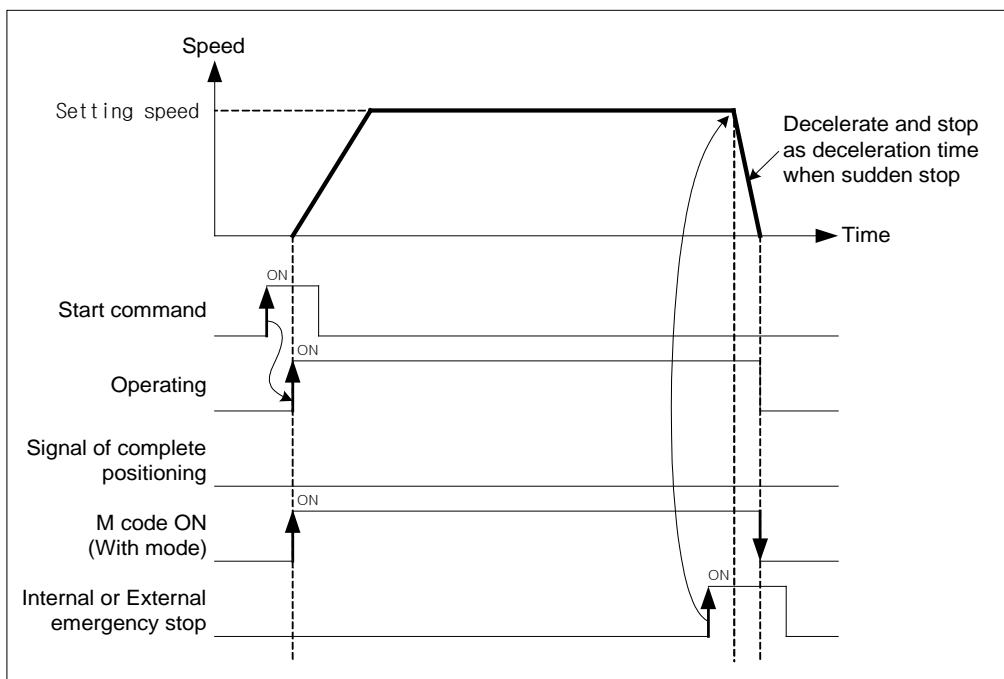 Speed
Setting speed
Decelerate and stop
as deceleration time
when sudden stop
Time
ON
Start command
ON
Operating
Signal of complete
positioning
ON
M code ON
(With mode)
ON
Internal or External
emergency stop